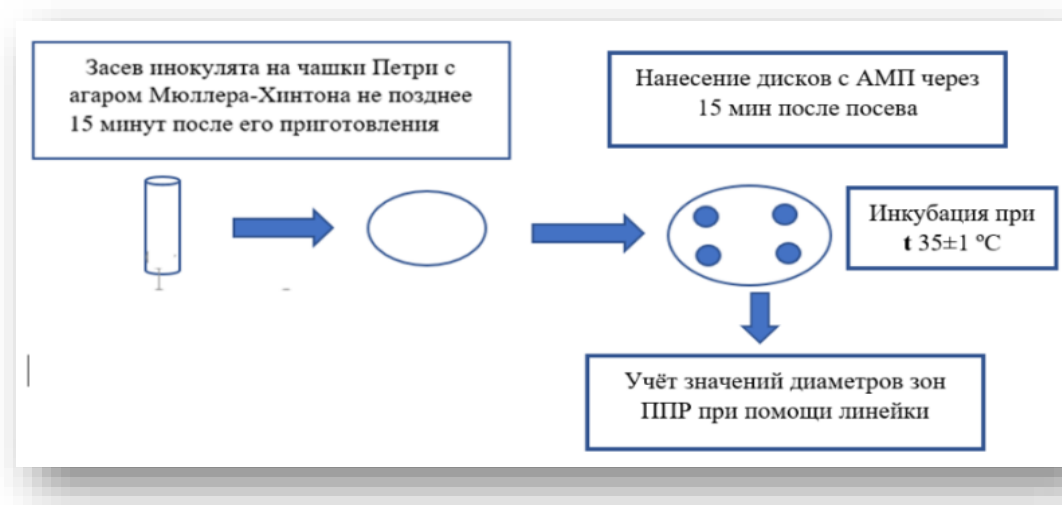 Засев инокулята на чашки Петри с
агаром Мюллера-Хинтона не позднее
15 минут после его приготовления
Нанесение дисков с АМП через
15 мин после посева
Инкубация при
t 35±1 ºС
Учёт значений диаметров зон
ППР при помощи линейки